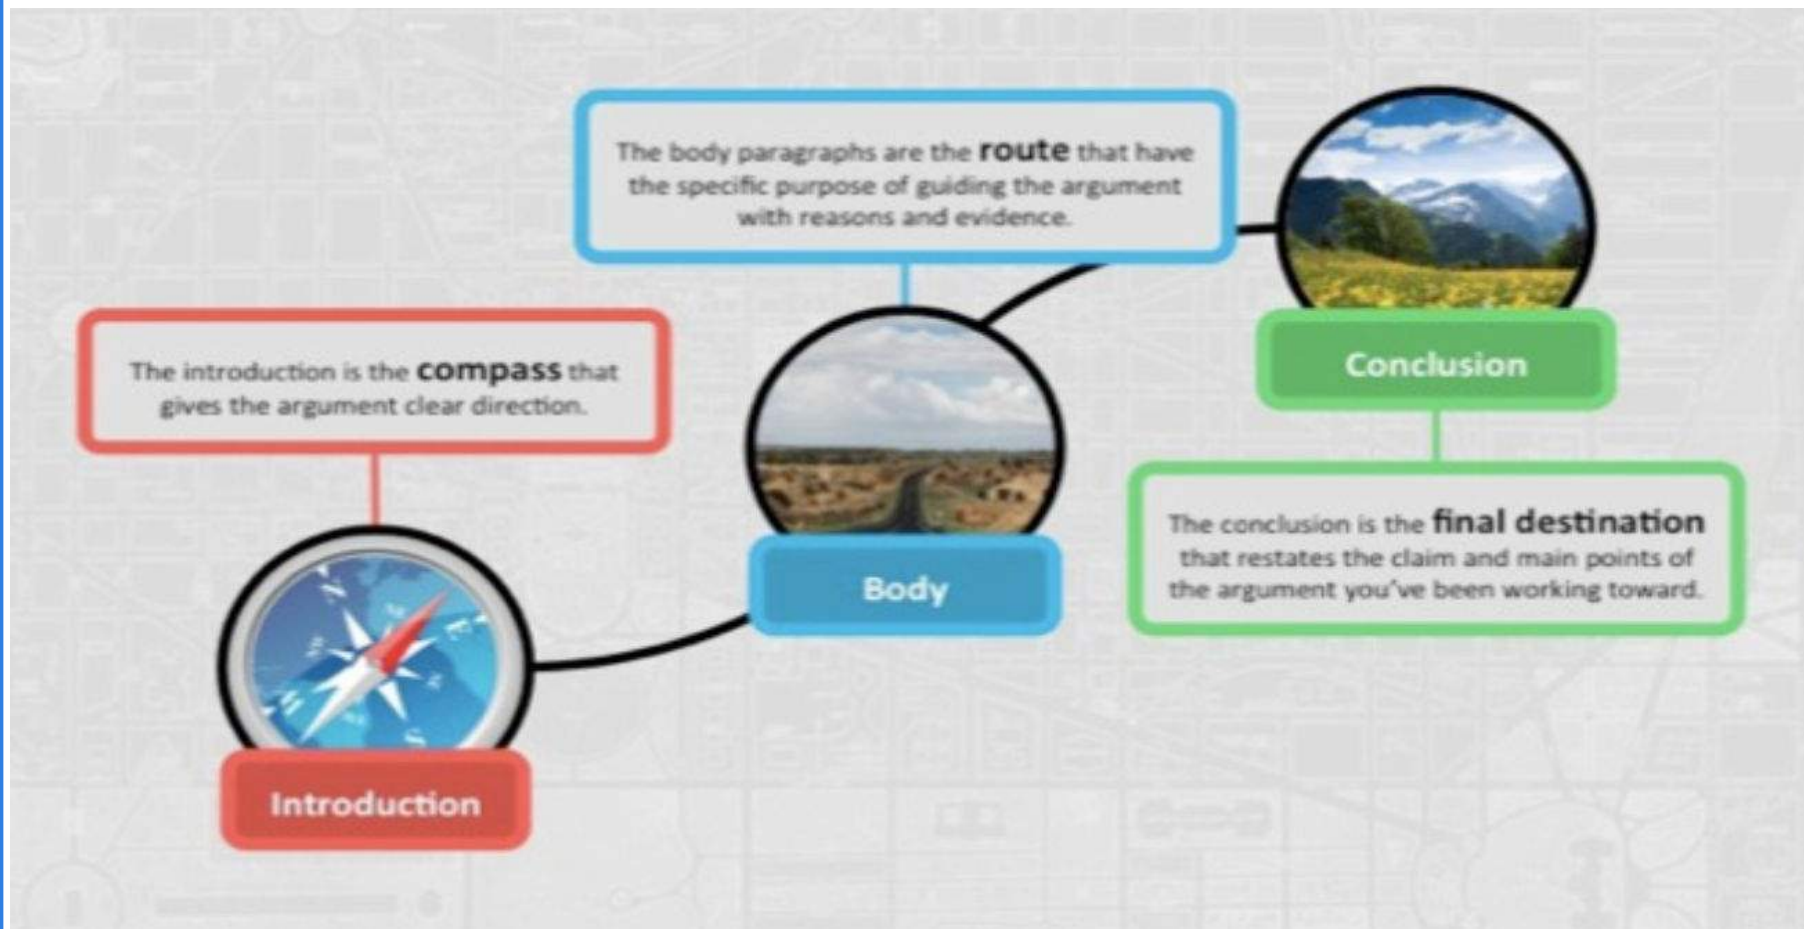 The introduction is the compass that
gives the argument clear direction.
Introduction
The body paragraphs are the route that have
the specific purpose of guiding the argument
with reasons and evidence.
Body
Conclusion
The conclusion is the final destination
that restates the claim and main points of
the argument you've been working toward.